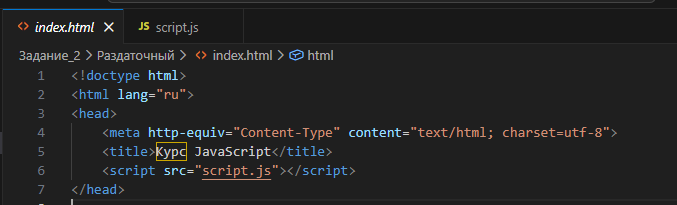 index.html
script.js
Задание_2 > Раздаточный > index.html > html
1 <!doctype html>
2 <html lang="ru">
3 <head>
4 <meta http-equiv="Content-Type" content="text/html; charset=utf-8">
5 <title>Курс JavaScript</title>
6 <script src="script.js"></script>
7 </head>